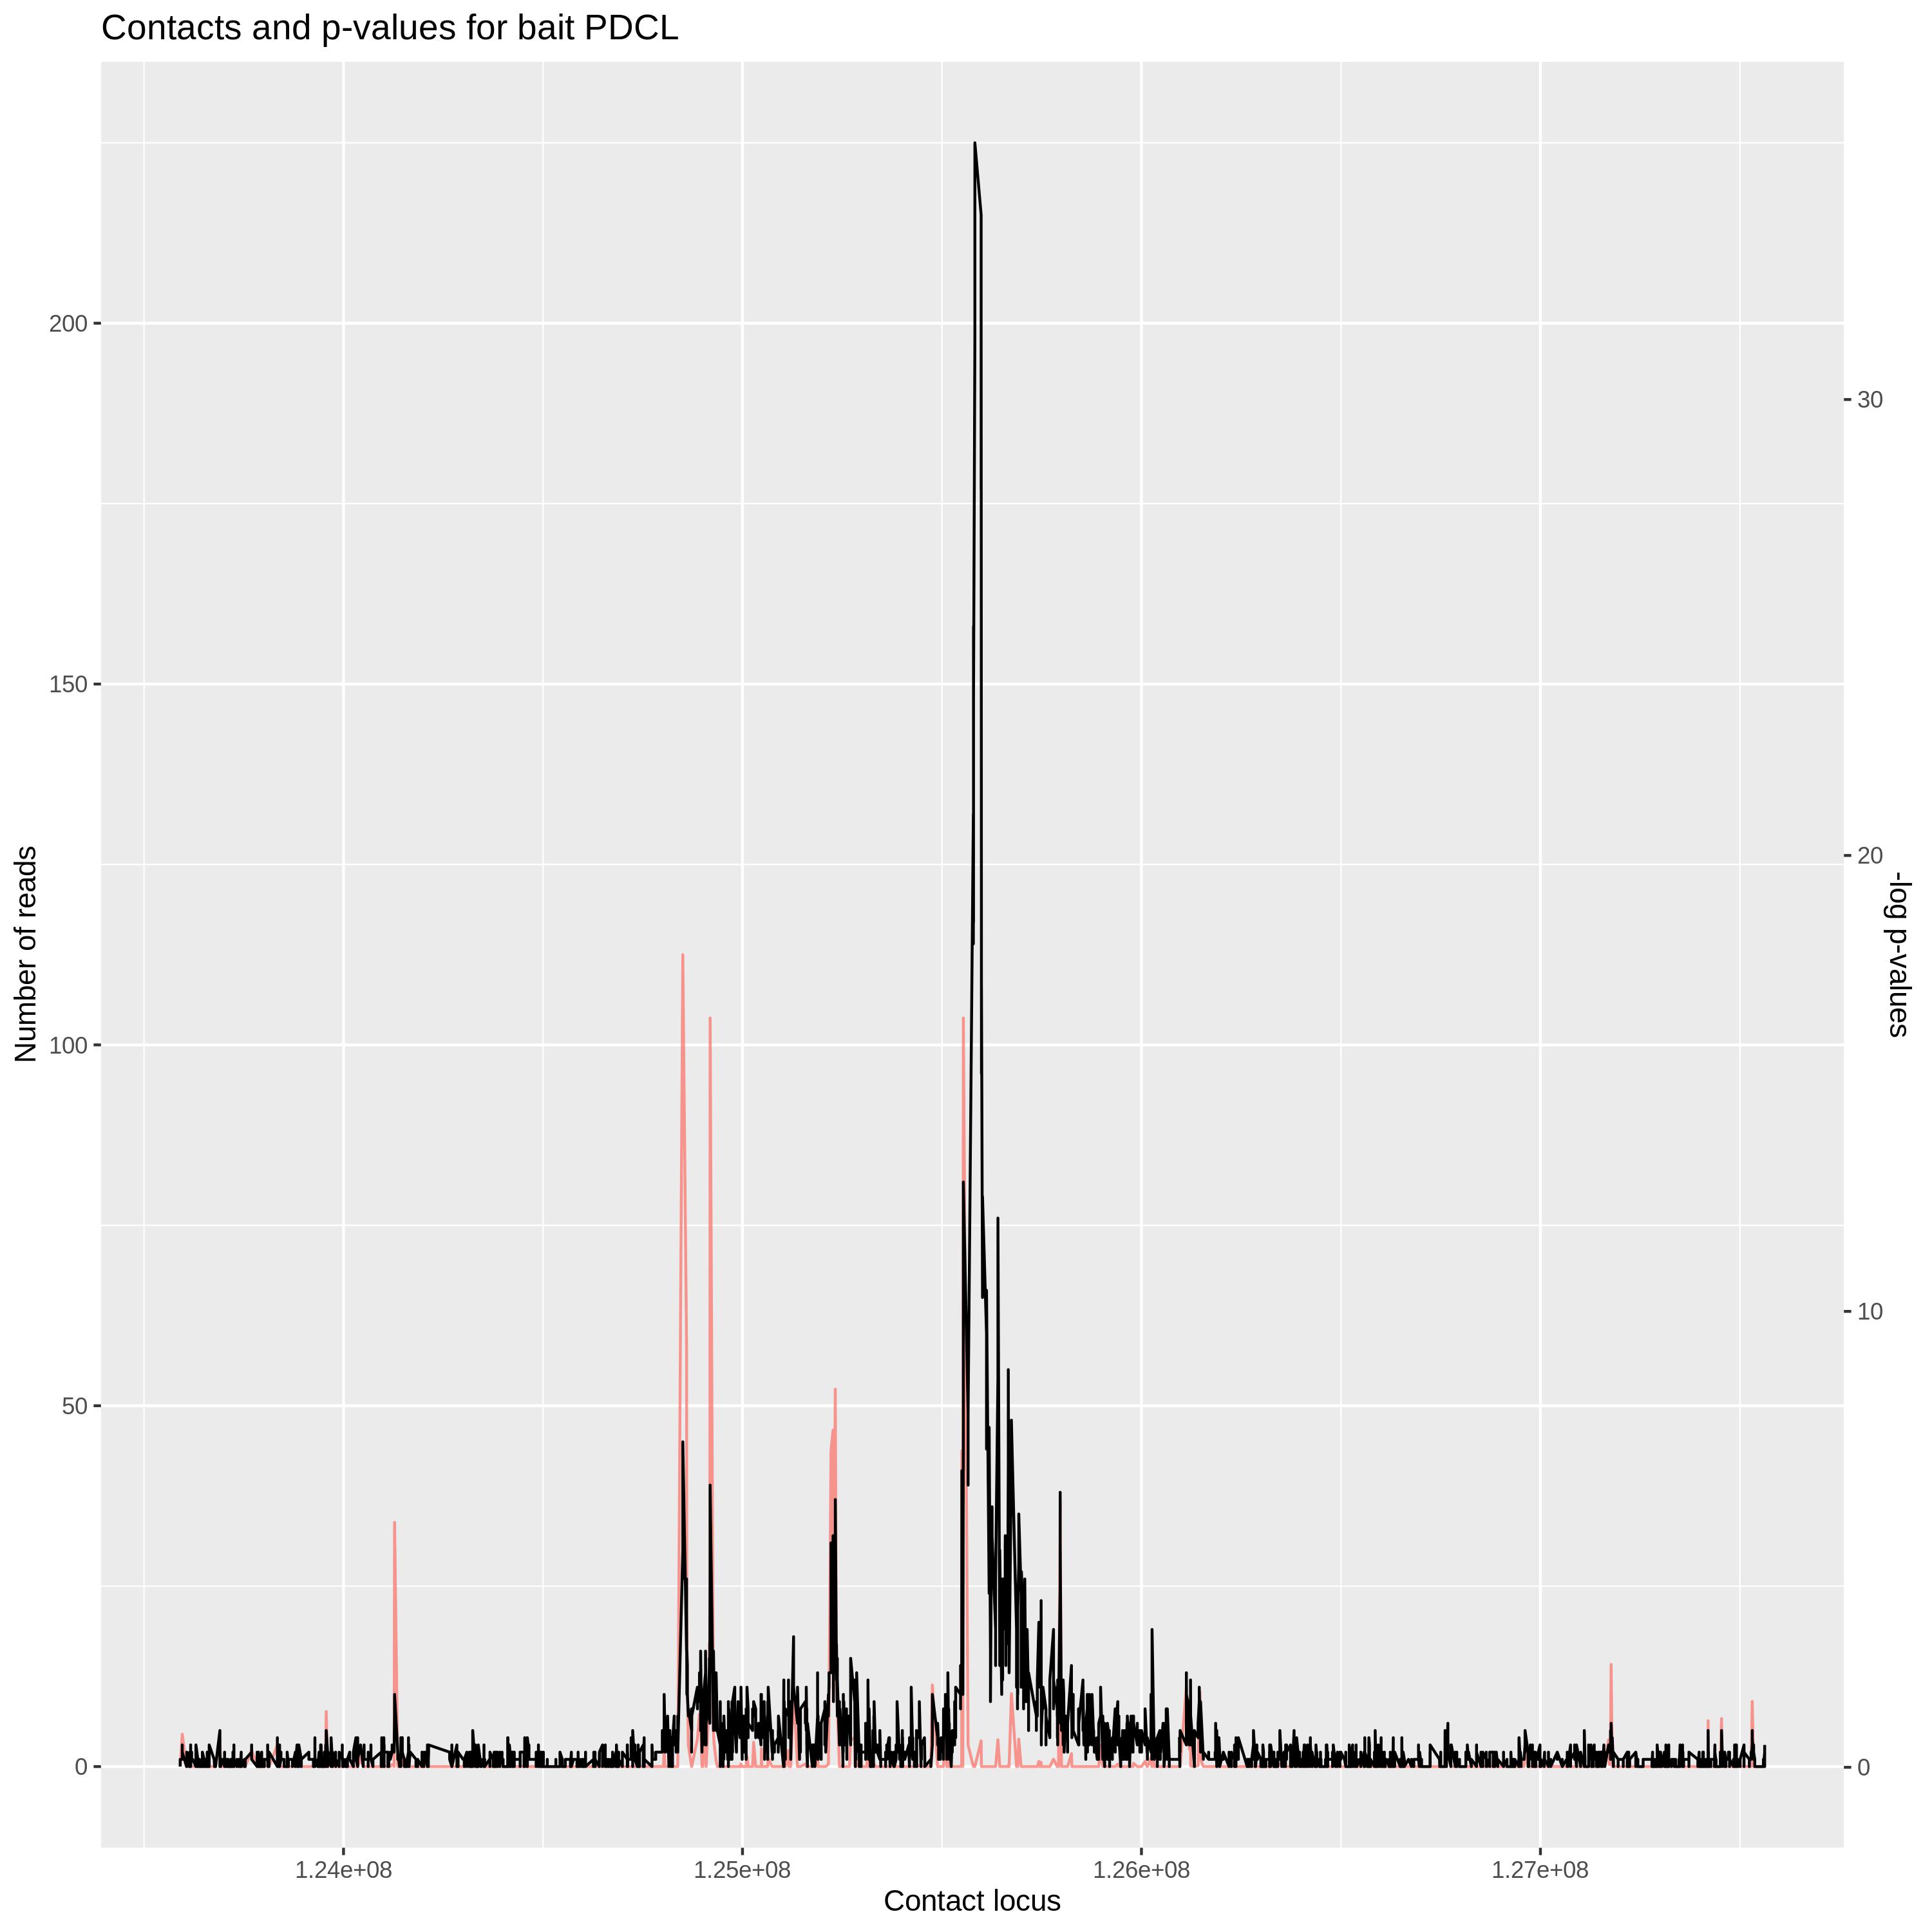 Contacts and p-values for bait PDCL
Number of reads
200
150
100
50
0
30
20
10
0
-log p-values
1.24e+08
1.25e+08
1.26e+08
1.27e+08
Contact locus